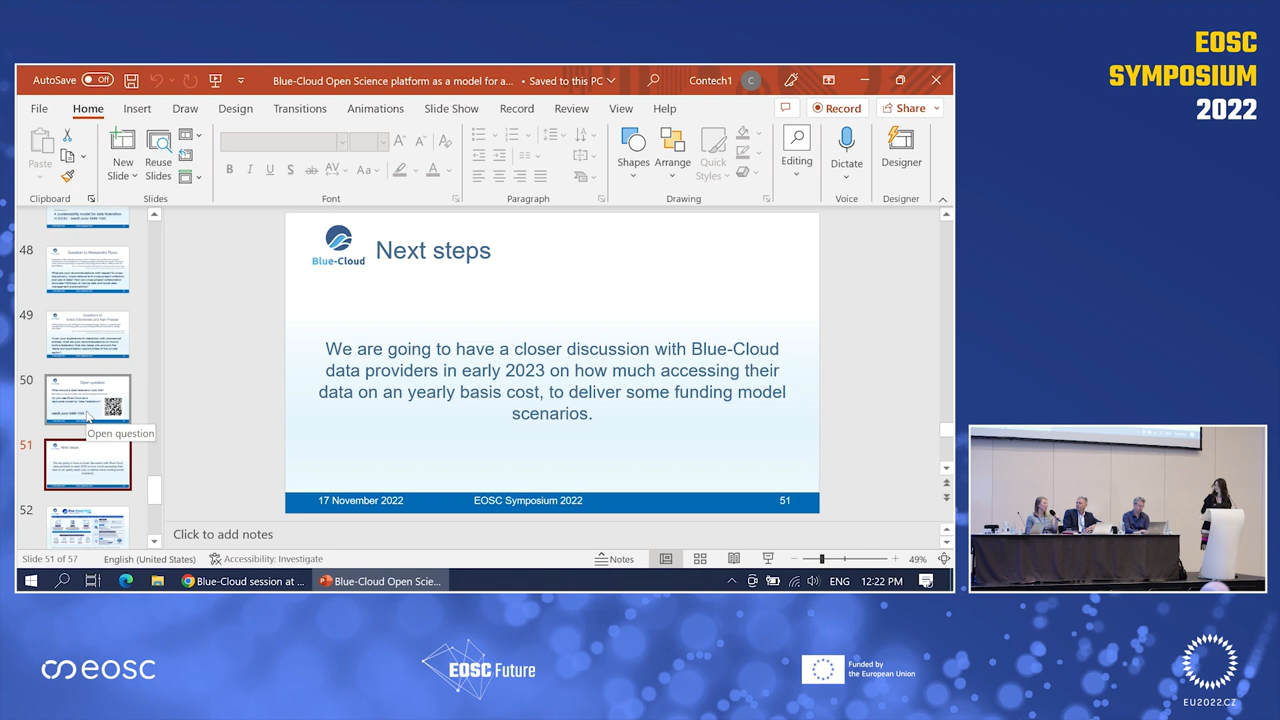 EOSC
SYMPOSIUM
2022
AutoSave Off
Blue-Cloud Open Science platform as a model for a... • Saved to this PC
Contech1 C
File Home Insert Draw Design Transitions Animations Slide Show Record Review View Help
Record Share
Paste
New
Slide
Reuse
Slides
Shapes
Arrange
Quick
Styles
Editing
Dictate
Designer
Clipboard Slides Font Paragraph Drawing Voice Designer
48
49
50
Open question
Open question
51
Next steps
52
Blue-Cloud
Next steps
We are going to have a closer discussion with Blue-Cloud
data providers in early 2023 on how much accessing their
data on an yearly basis cost, to deliver some funding model
scenarios.
17 November 2022 EOSC Symposium 2022 51
Click to add notes
Slide 51 of 57 English (United States) Accessibility: Investigate Notes 49%
Blue-Cloud session at ... Blue-Cloud Open Scie... ENG 12:22 PM
eosc
EOSC Future
Funded by
the European Union
EU2022.CZ